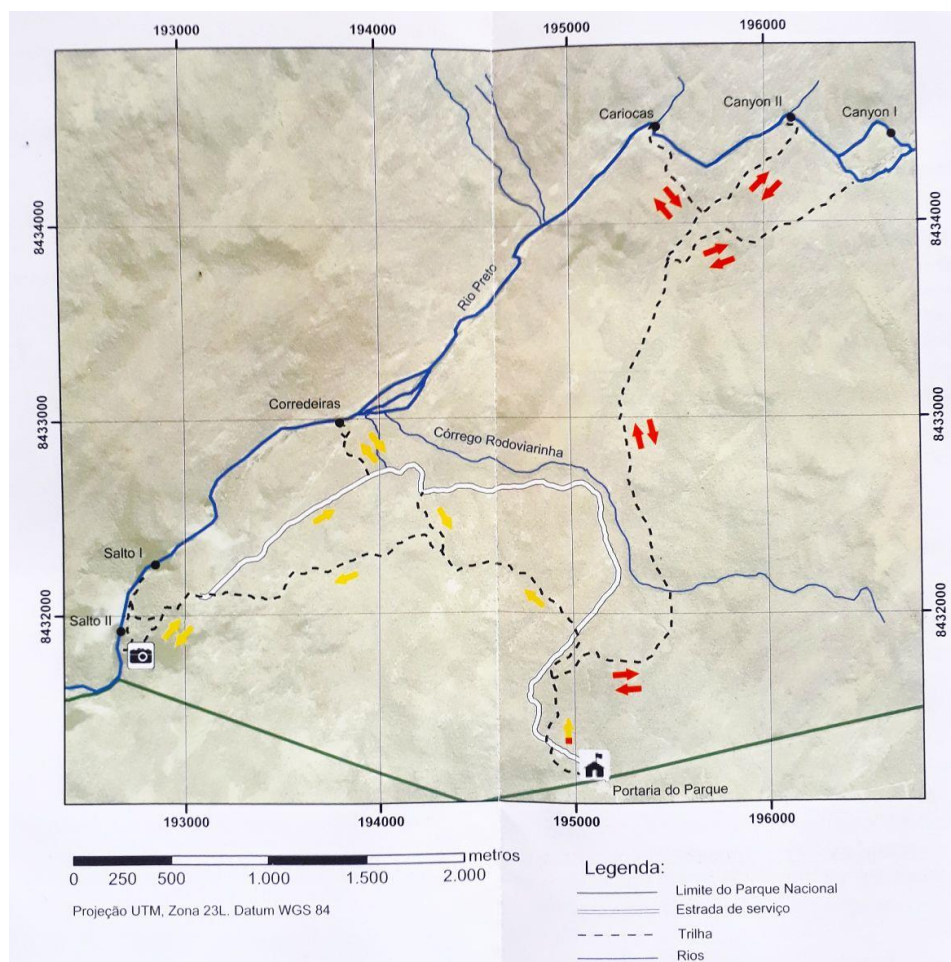 193000
194000
195000
196000
Cariocas
Canyon II
Canyon I
8434000
8434000
Rio Preto
Corredeiras
8433000
8433000
Córrego Rodoviarinha
Salto I
8432000
8432000
Salto II
Portaria do Parque
193000
194000
195000
196000
metros
0 250 500 1.000 1.500 2.000
Projeção UTM, Zona 23L. Datum WGS 84
Legenda:
Limite do Parque Nacional
Estrada de serviço
Trilha
Rios